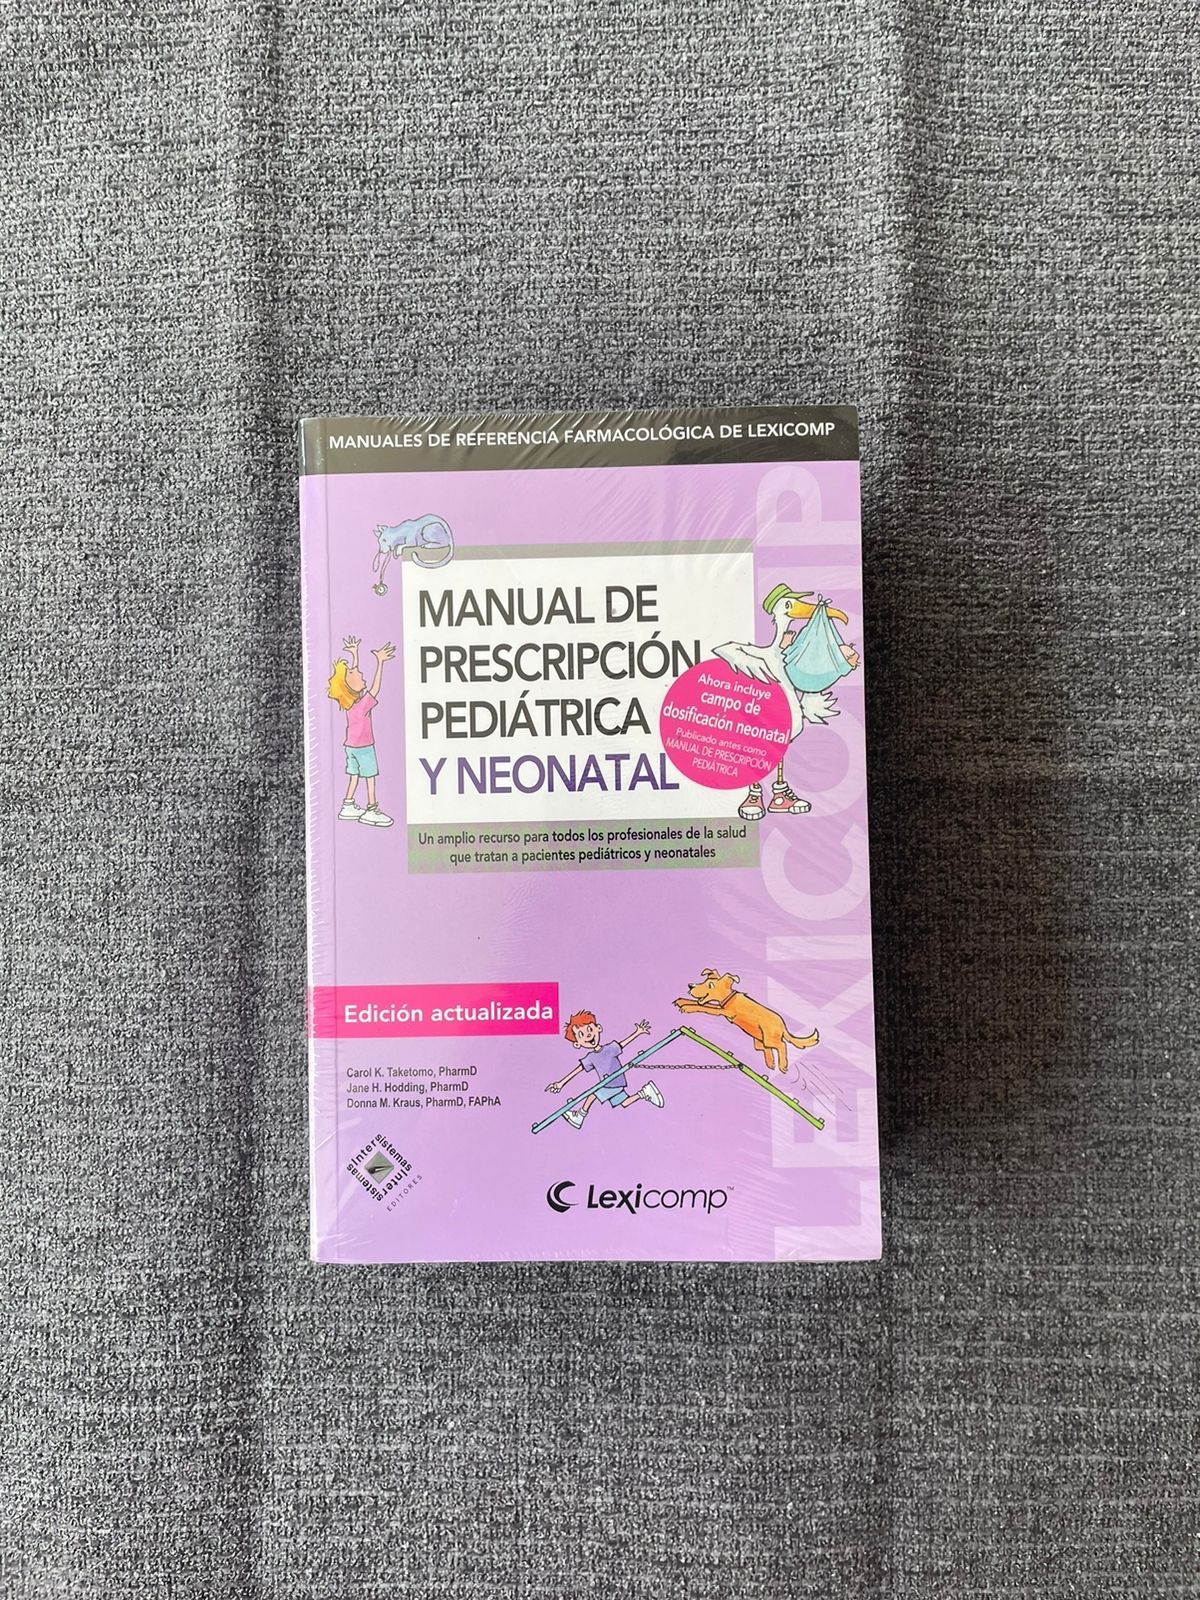 MANUALES DE REFERENCIA FARMACOLÓGICA DE LEXICOMP
MANUAL DE
PRESCRIPCIÓN
PEDIÁTRICA
Y NEONATAL
Ahora incluye
campo de
dosificación neonatal
Publicado antes como
MANUAL DE PRESCRIPCIÓN
PEDIÁTRICA
Un amplio recurso para todos los profesionales de la salud
que tratan a pacientes pediátricos y neonatales
LEXICOMP
Edición actualizada
Carol K. Taketomo, PharmD
Jane H. Hodding, PharmD
Donna M. Kraus, PharmD, FAPhA
Intersistemas
Intersistemas
EDITORES
Lexicomp™